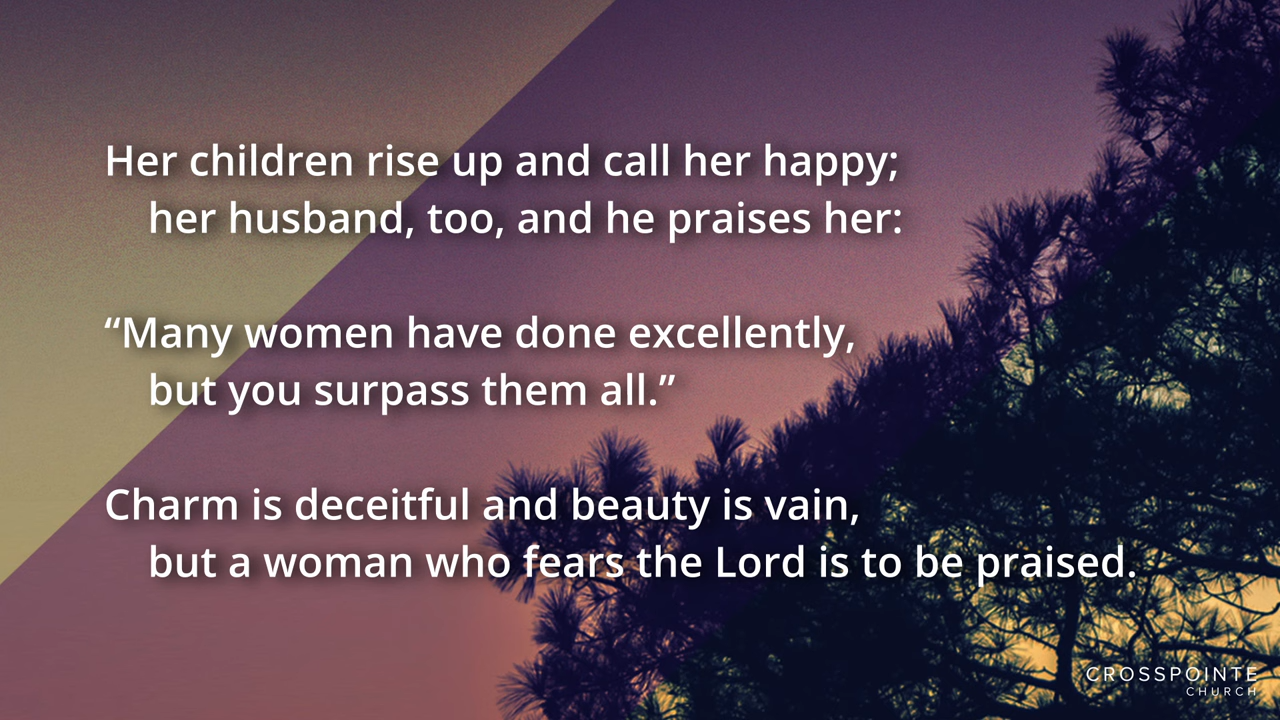 Her children rise up and call her happy;
her husband, too, and he praises her:
“Many women have done excellently,
but you surpass them all.”
Charm is deceitful and beauty is vain,
but a woman who fears the Lord is to be praised.
CROSSPOINTE
CHURCH